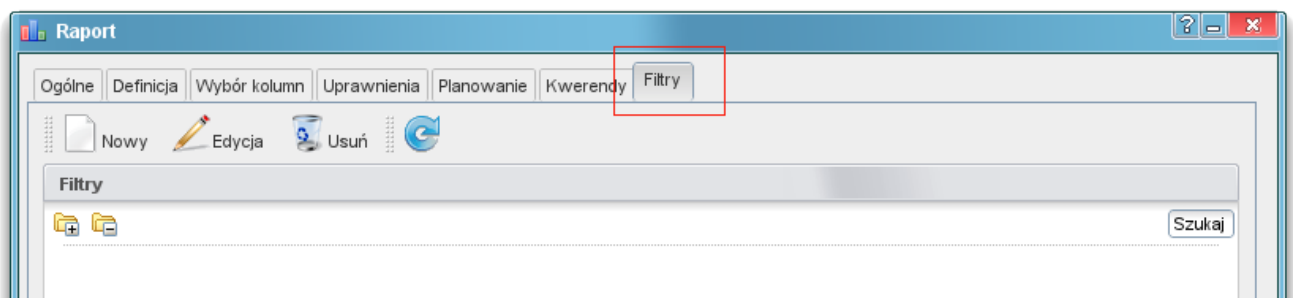 Raport
Ogólne Definicja Wybór kolumn Uprawnienia Planowanie Kwerendy Filtry
Nowy Edycja Usuń
Filtry
Szukaj